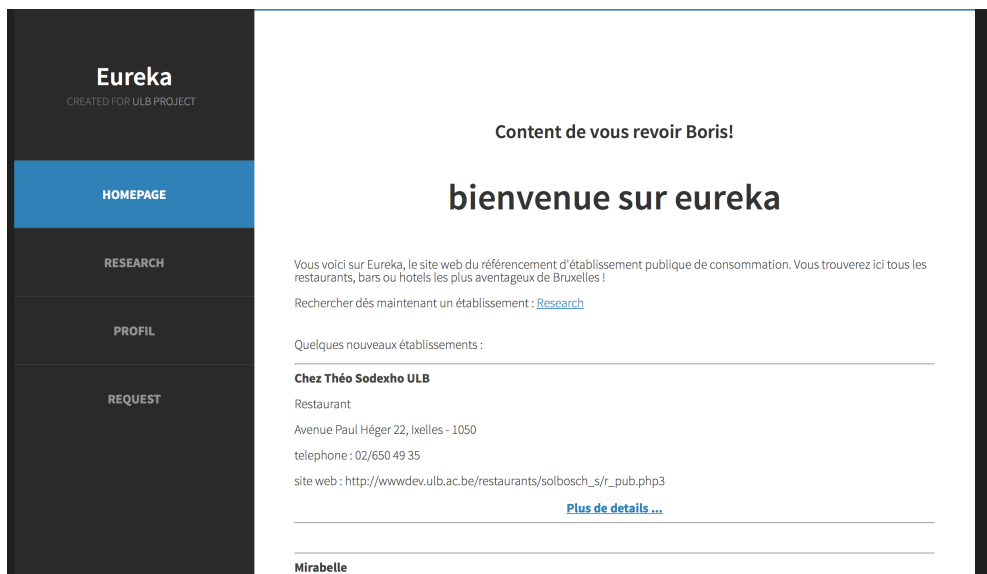 Eureka
CREATED FOR ULB PROJECT
HOMEPAGE
RESEARCH
PROFIL
REQUEST
Content de vous revoir Boris!
bienvenue sur eureka
Vous voici sur Eureka, le site web du référencement d'établissement publique de consommation. Vous trouverez ici tous les
restaurants, bars ou hotels les plus aventageux de Bruxelles !
Rechercher dés maintenant un établissement : Research
Quelques nouveaux établissements :
Chez Théo Sodexho ULB
Restaurant
Avenue Paul Héger 22, Ixelles - 1050
telephone : 02/650 49 35
site web : http://wwwdev.ulb.ac.be/restaurants/solbosch_s/r_pub.php3
Plus de details ...
Mirabelle